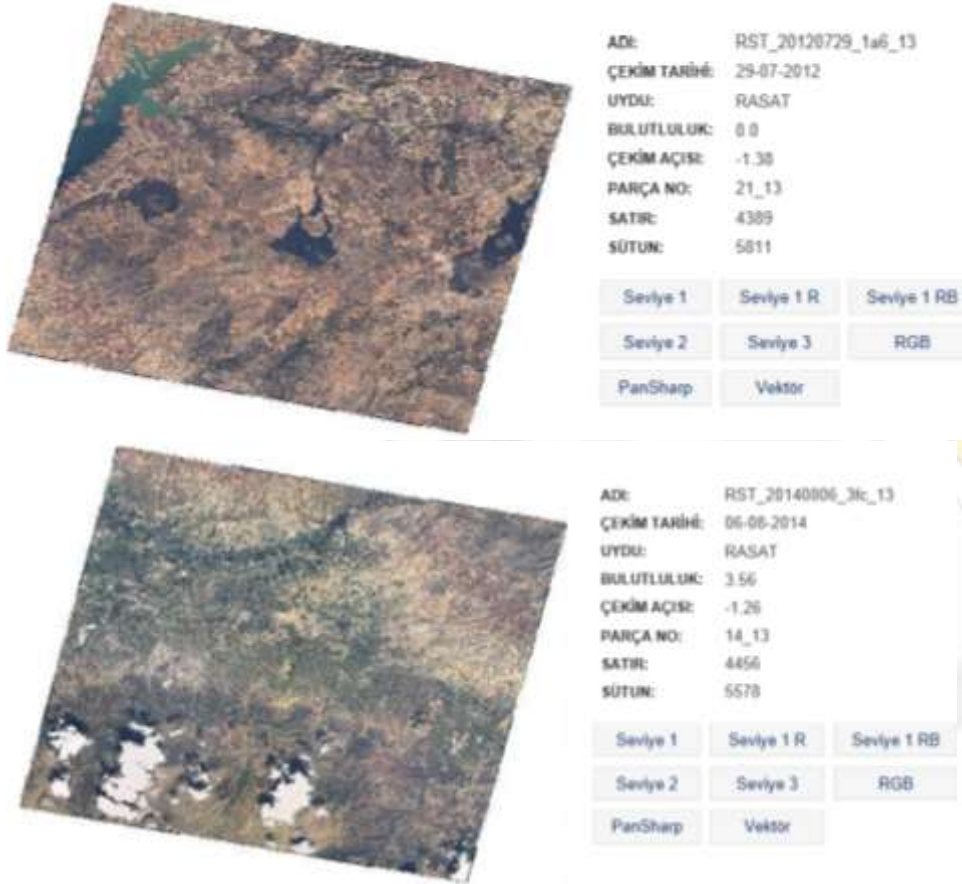 ADI: RST_20120729_1a6_13
ÇEKİM TARİHİ: 29-07-2012
UYDU: RASAT
BULUTLULUK: 0.0
ÇEKİM AÇISI: -1.38
PARÇA NO: 21_13
SATIR: 4389
SÜTUN: 5811
Seviye 1 Seviye 1 R Seviye 1 RB
Seviye 2 Seviye 3 RGB
PanSharp Vektör
ADI: RST_20140806_3fc_13
ÇEKİM TARİHİ: 06-08-2014
UYDU: RASAT
BULUTLULUK: 3.56
ÇEKİM AÇISI: -1.26
PARÇA NO: 14_13
SATIR: 4456
SÜTUN: 5578
Seviye 1 Seviye 1 R Seviye 1 RB
Seviye 2 Seviye 3 RGB
PanSharp Vektör